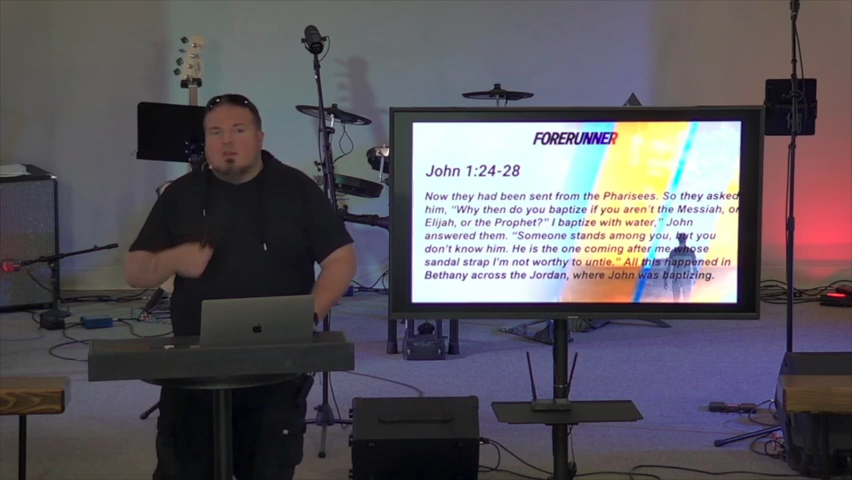 FORERUNNER
John 1:24-28
Now they had been sent from the Pharisees. So they asked
him, “Why then do you baptize if you aren’t the Messiah, or
Elijah, or the Prophet?” I baptize with water,” John
answered them. “Someone stands among you, but you
don’t know him. He is the one coming after me whose
sandal strap I’m not worthy to untie.” All this happened in
Bethany across the Jordan, where John was baptizing.